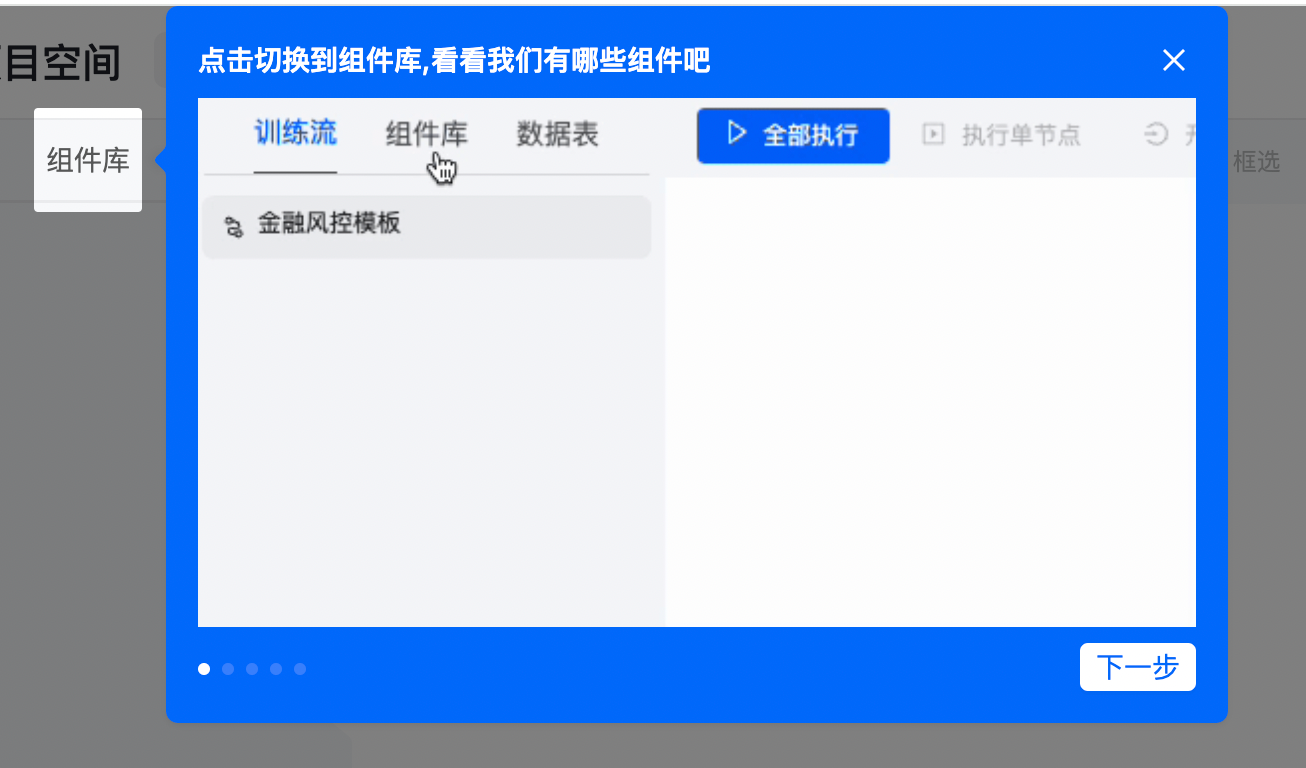 点击切换到组件库,看看我们有哪些组件吧
目空间
组件库
训练流 组件库 数据表 全部执行 执行单节点
框选
金融风控模板
下一步